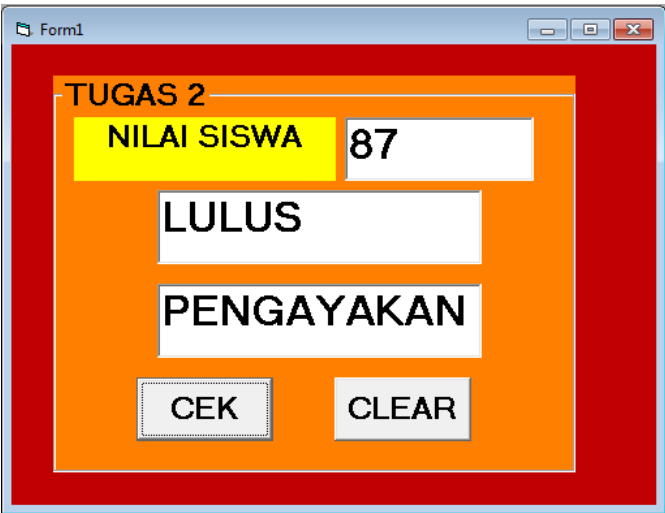 Form1
TUGAS 2
NILAI SISWA 87
LULUS
PENGAYAKAN
CEK CLEAR